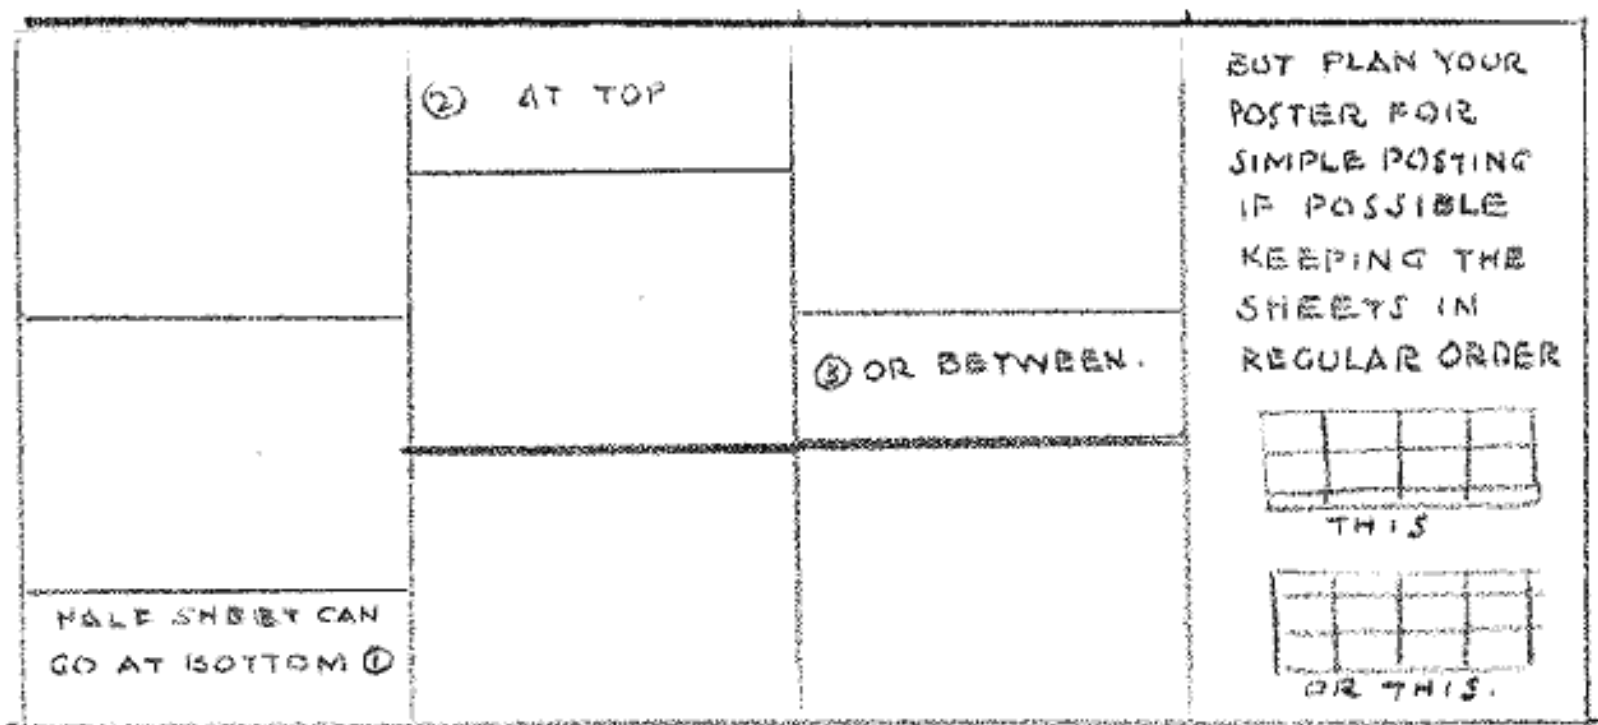 HALF SHEET CAN
GO AT BOTTOM ①
② AT TOP
③ OR BETWEEN.
BUT PLAN YOUR
POSTER FOR
SIMPLE POSTING
IF POSSIBLE
KEEPING THE
SHEETS IN
REGULAR ORDER
THIS
OR THIS.